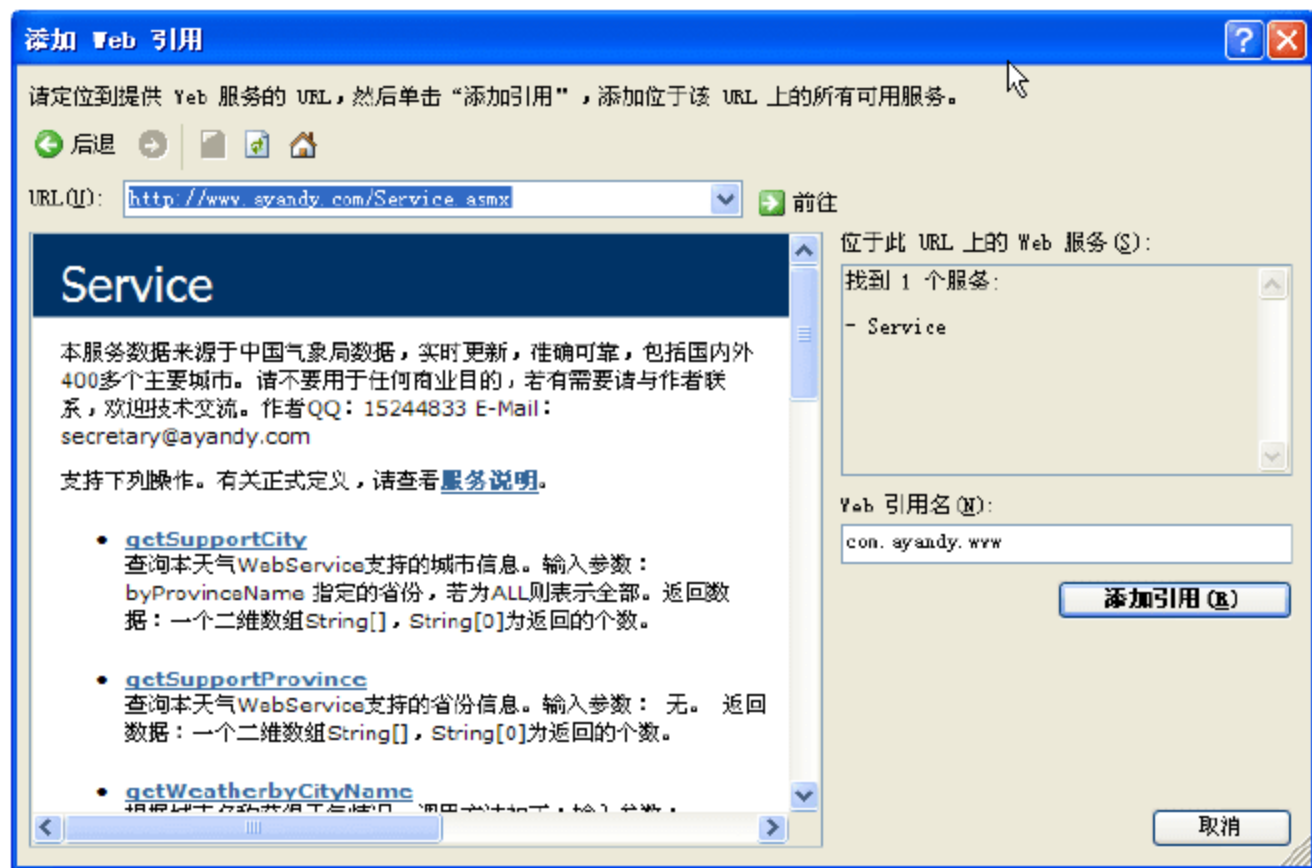 添加 Web 引用
请定位到提供 Web 服务的 URL，然后单击“添加引用”，添加位于该 URL 上的所有可用服务。
后退
URL(U): http://www.ayandy.com/Service.asmx 前往
Service
本服务数据来源于中国气象局数据，实时更新，准确可靠，包括国内外
400多个主要城市。请不要用于任何商业目的，若有需要请与作者联
系，欢迎技术交流。作者QQ：15244833 E-Mail：
secretary@ayandy.com
支持下列操作。有关正式定义，请查看服务说明。
• getSupportCity
查询本天气WebService支持的城市信息。输入参数：
byProvinceName 指定的省份，若为ALL则表示全部。返回数
据：一个二维数组String[]，String[0]为返回的个数。
• getSupportProvince
查询本天气WebService支持的省份信息。输入参数： 无。 返回
数据：一个二维数组String[]，String[0]为返回的个数。
• getWeatherbyCityName
位于此 URL 上的 Web 服务(S):
找到 1 个服务:
- Service
Web 引用名(N):
com.ayandy.www
添加引用(R)
取消